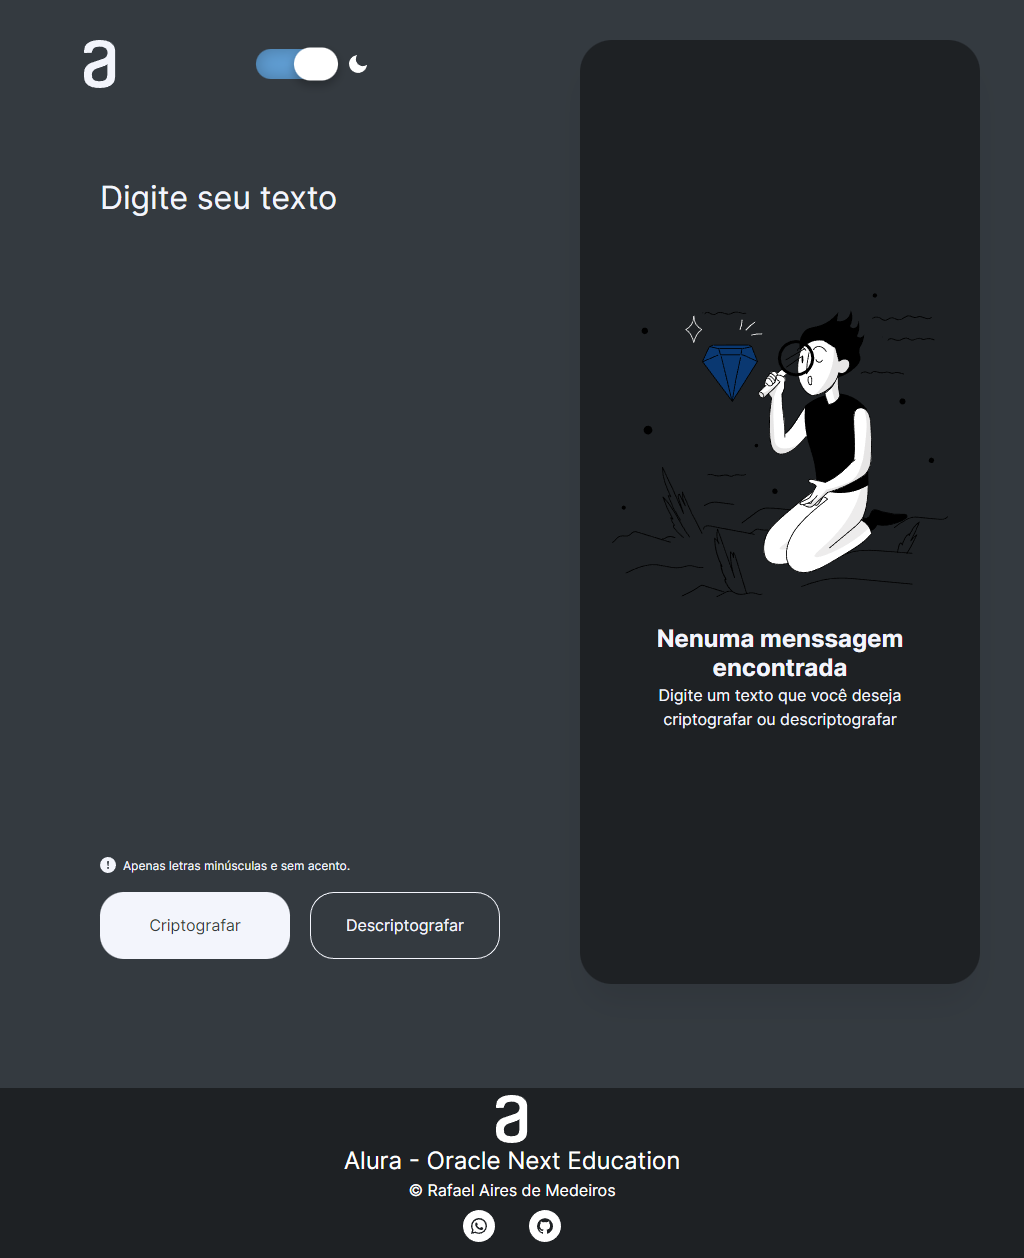 a
Digite seu texto
Nenuma menssagem
encontrada
Digite um texto que você deseja
criptografar ou descriptografar
! Apenas letras minúsculas e sem acento.
Criptografar
Descriptografar
a
Alura - Oracle Next Education
© Rafael Aires de Medeiros